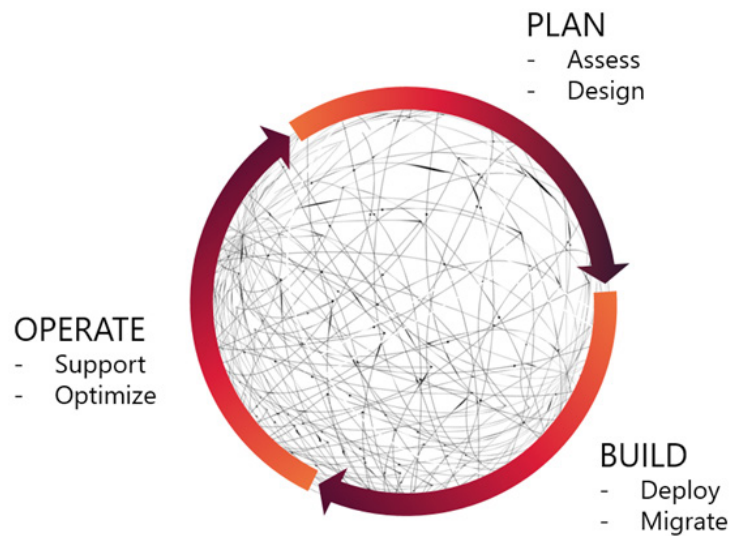 PLAN
- Assess
- Design
OPERATE
- Support
- Optimize
BUILD
- Deploy
- Migrate